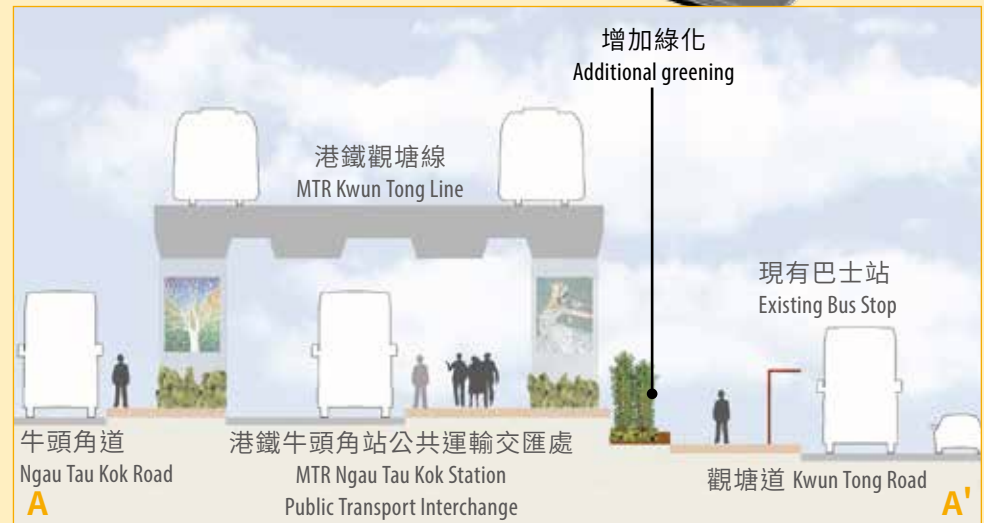 增加綠化
Additional greening
港鐵觀塘線
MTR Kwun Tong Line
現有巴士站
Existing Bus Stop
牛頭角道
Ngau Tau Kok Road
港鐵牛頭角站公共運輸交匯處
MTR Ngau Tau Kok Station
Public Transport Interchange
觀塘道 Kwun Tong Road
A
A'